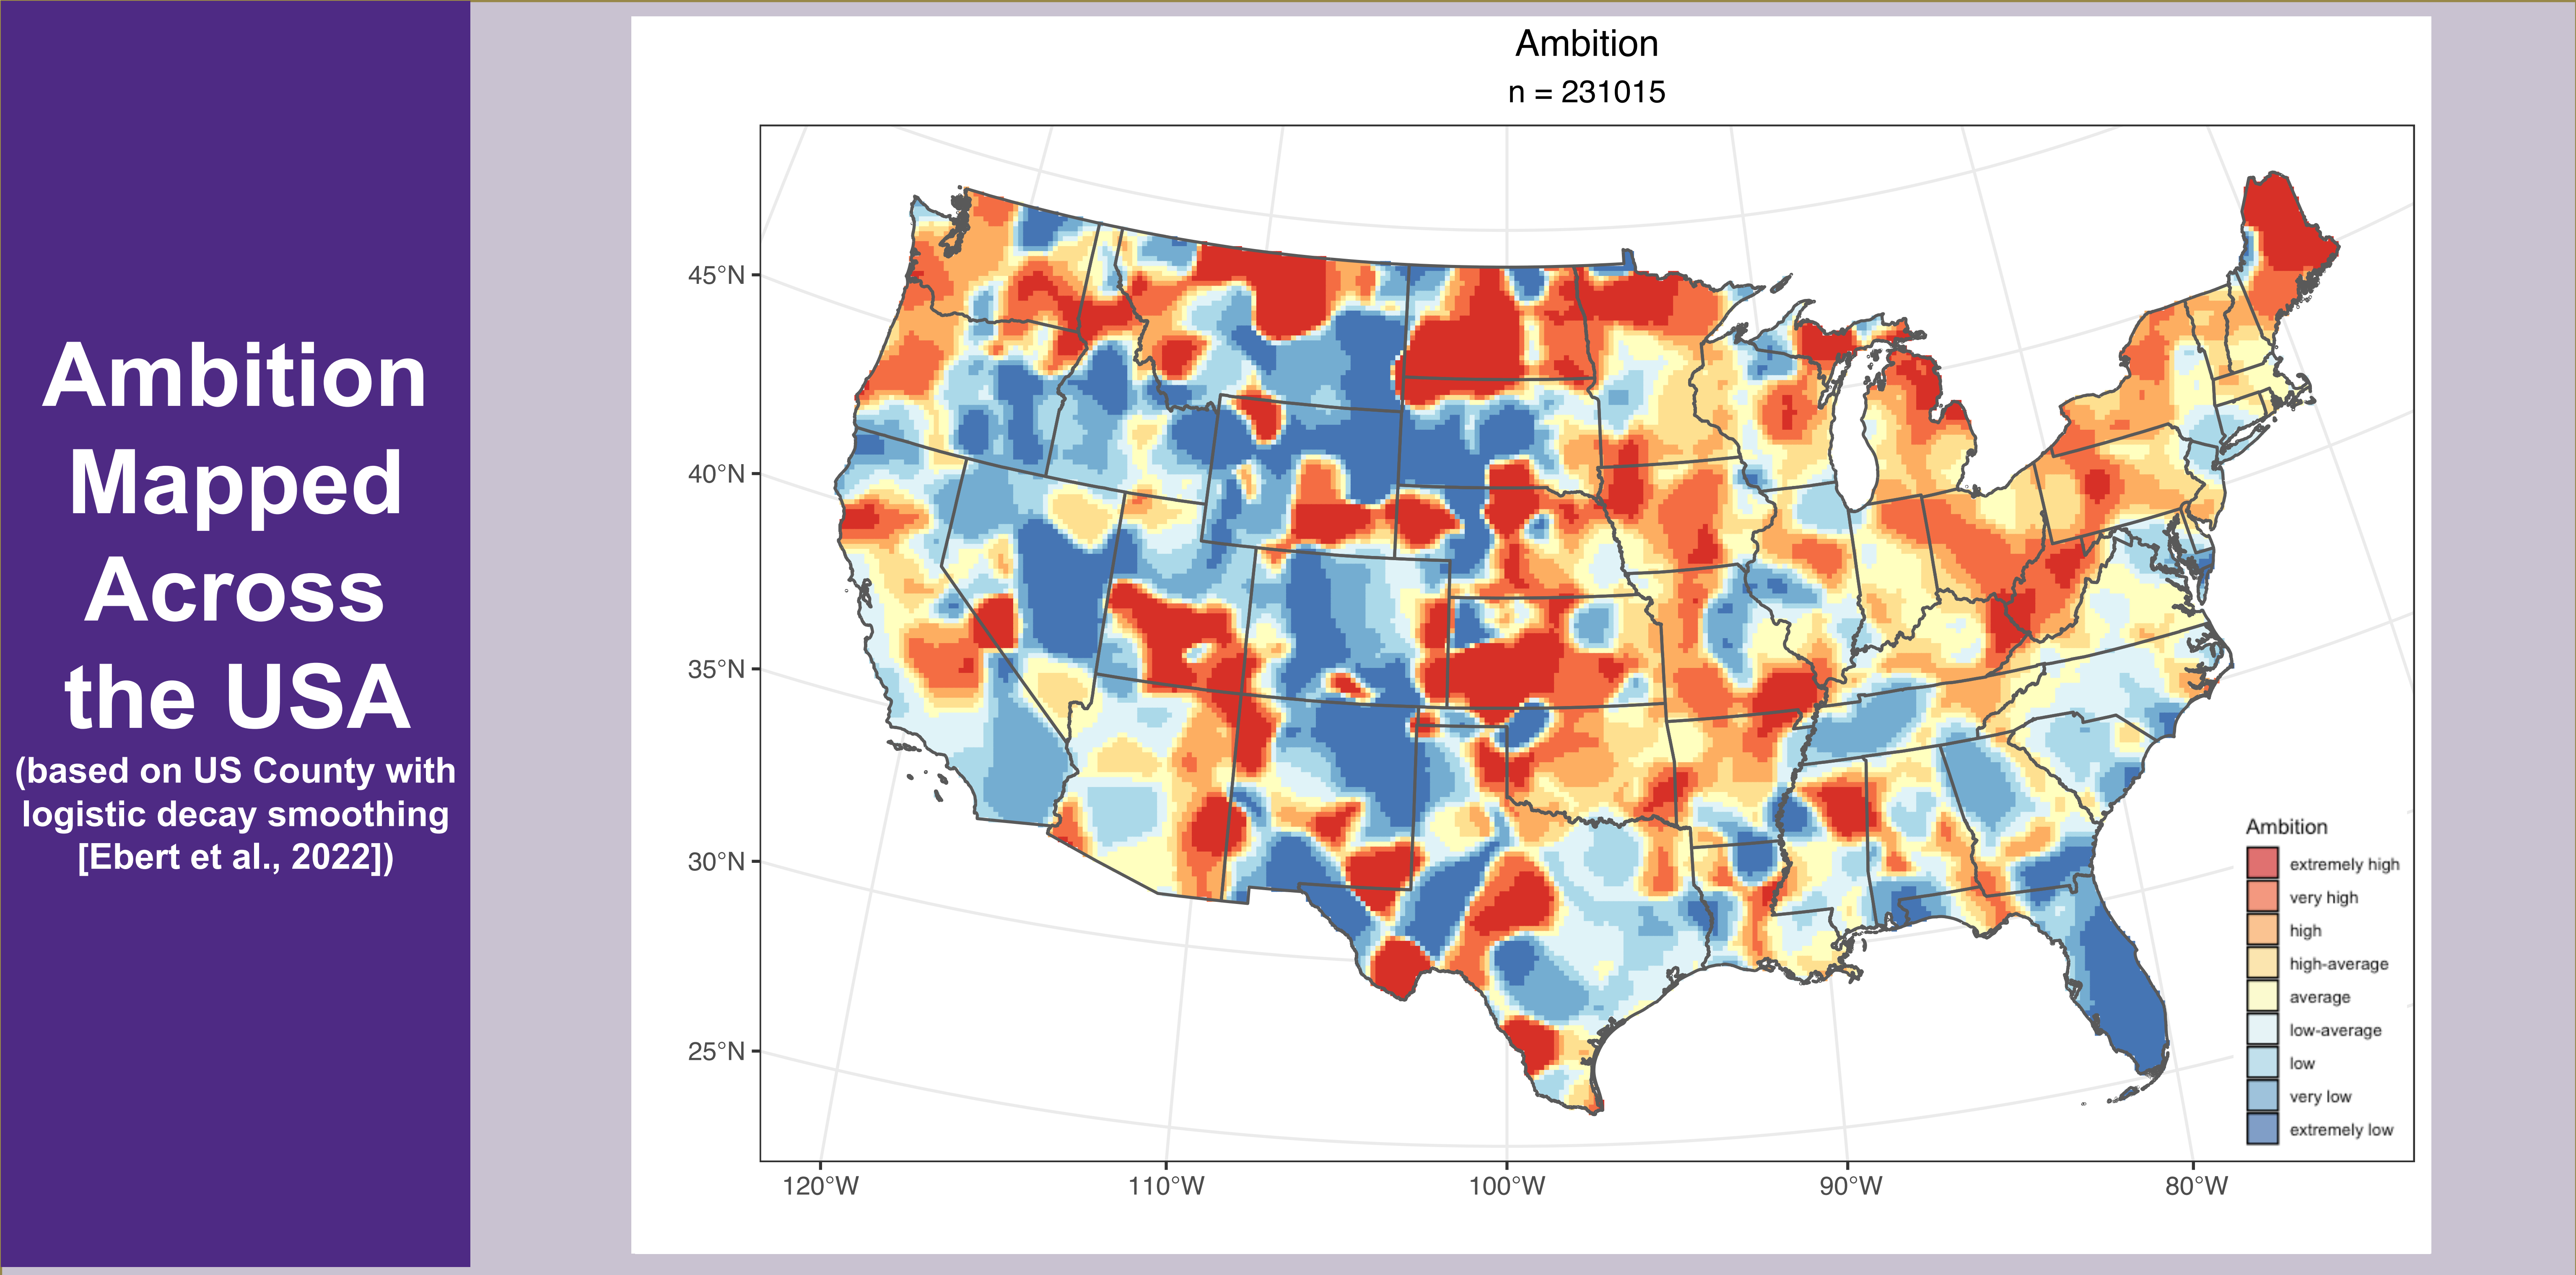 Ambition
Mapped
Across
the USA
(based on US County with
logistic decay smoothing
[Ebert et al., 2022])
Ambition
n = 231015
45°N
40°N
35°N
30°N
25°N
120°W
110°W
100°W
90°W
80°W
Ambition
extremely high
very high
high
high-average
average
low-average
low
very low
extremely low